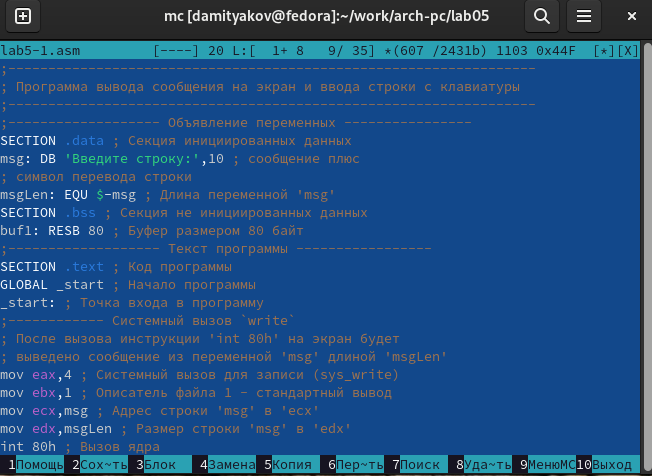 mc [damityakov@fedora]:~/work/arch-pc/lab05
lab5-1.asm [----] 20 L:[ 1+ 8 9/ 35] *(607 /2431b) 1103 0x44F [*][X]
;------------------------------------------------------------------
; Программа вывода сообщения на экран и ввода строки с клавиатуры
;------------------------------------------------------------------
;------------------- Объявление переменных ----------------
SECTION .data ; Секция инициированных данных
msg: DB 'Введите строку:',10 ; сообщение плюс
; символ перевода строки
msgLen: EQU $-msg ; Длина переменной 'msg'
SECTION .bss ; Секция не инициированных данных
buf1: RESB 80 ; Буфер размером 80 байт
;------------------- Текст программы -----------------
SECTION .text ; Код программы
GLOBAL _start ; Начало программы
_start: ; Точка входа в программу
;------------ Системный вызов `write`
; После вызова инструкции 'int 80h' на экран будет
; выведено сообщение из переменной 'msg' длиной 'msgLen'
mov eax,4 ; Системный вызов для записи (sys_write)
mov ebx,1 ; Описатель файла 1 - стандартный вывод
mov ecx,msg ; Адрес строки 'msg' в 'ecx'
mov edx,msgLen ; Размер строки 'msg' в 'edx'
int 80h ; Вызов ядра
1Помощь 2Сох~ть 3Блок 4Замена 5Копия 6Пер~ть 7Поиск 8Уда~ть 9МенюMC 10Выход